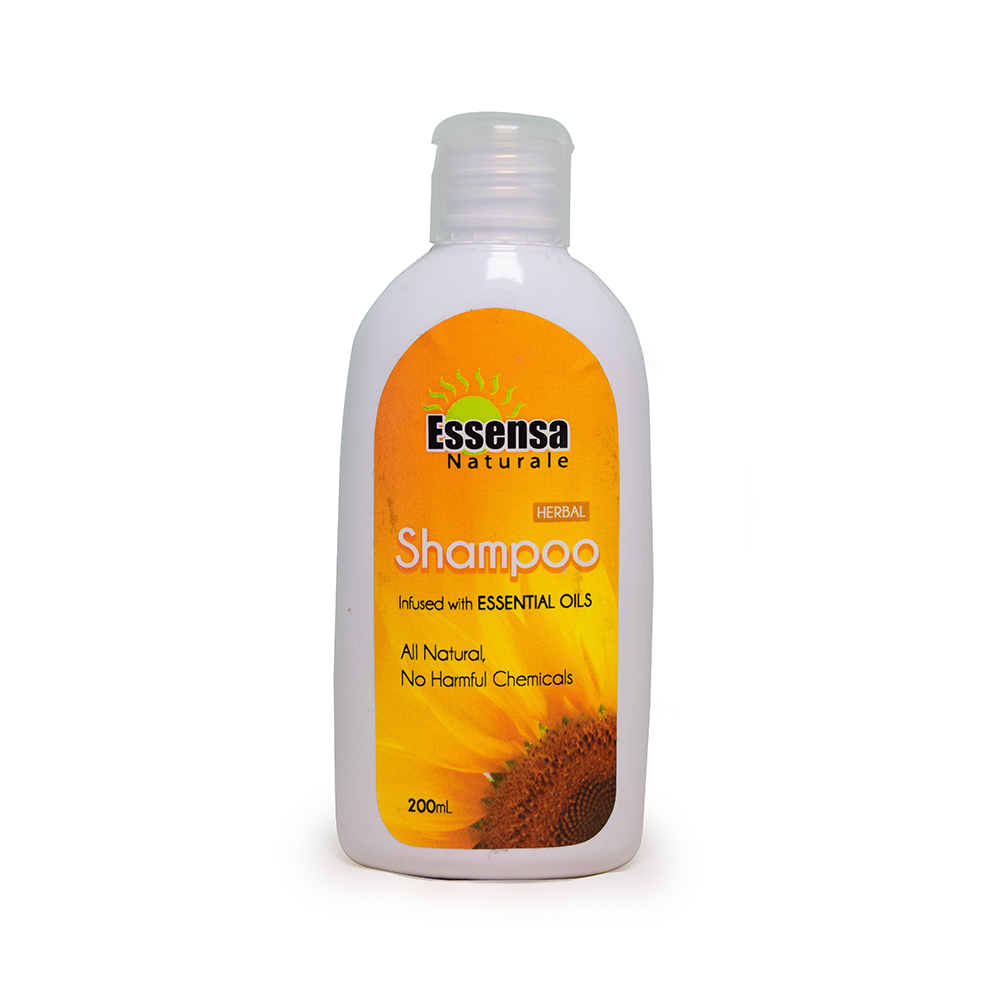 Essensa
Naturale
HERBAL
Shampoo
Infused with ESSENTIAL OILS
All Natural,
No Harmful Chemicals
200mL